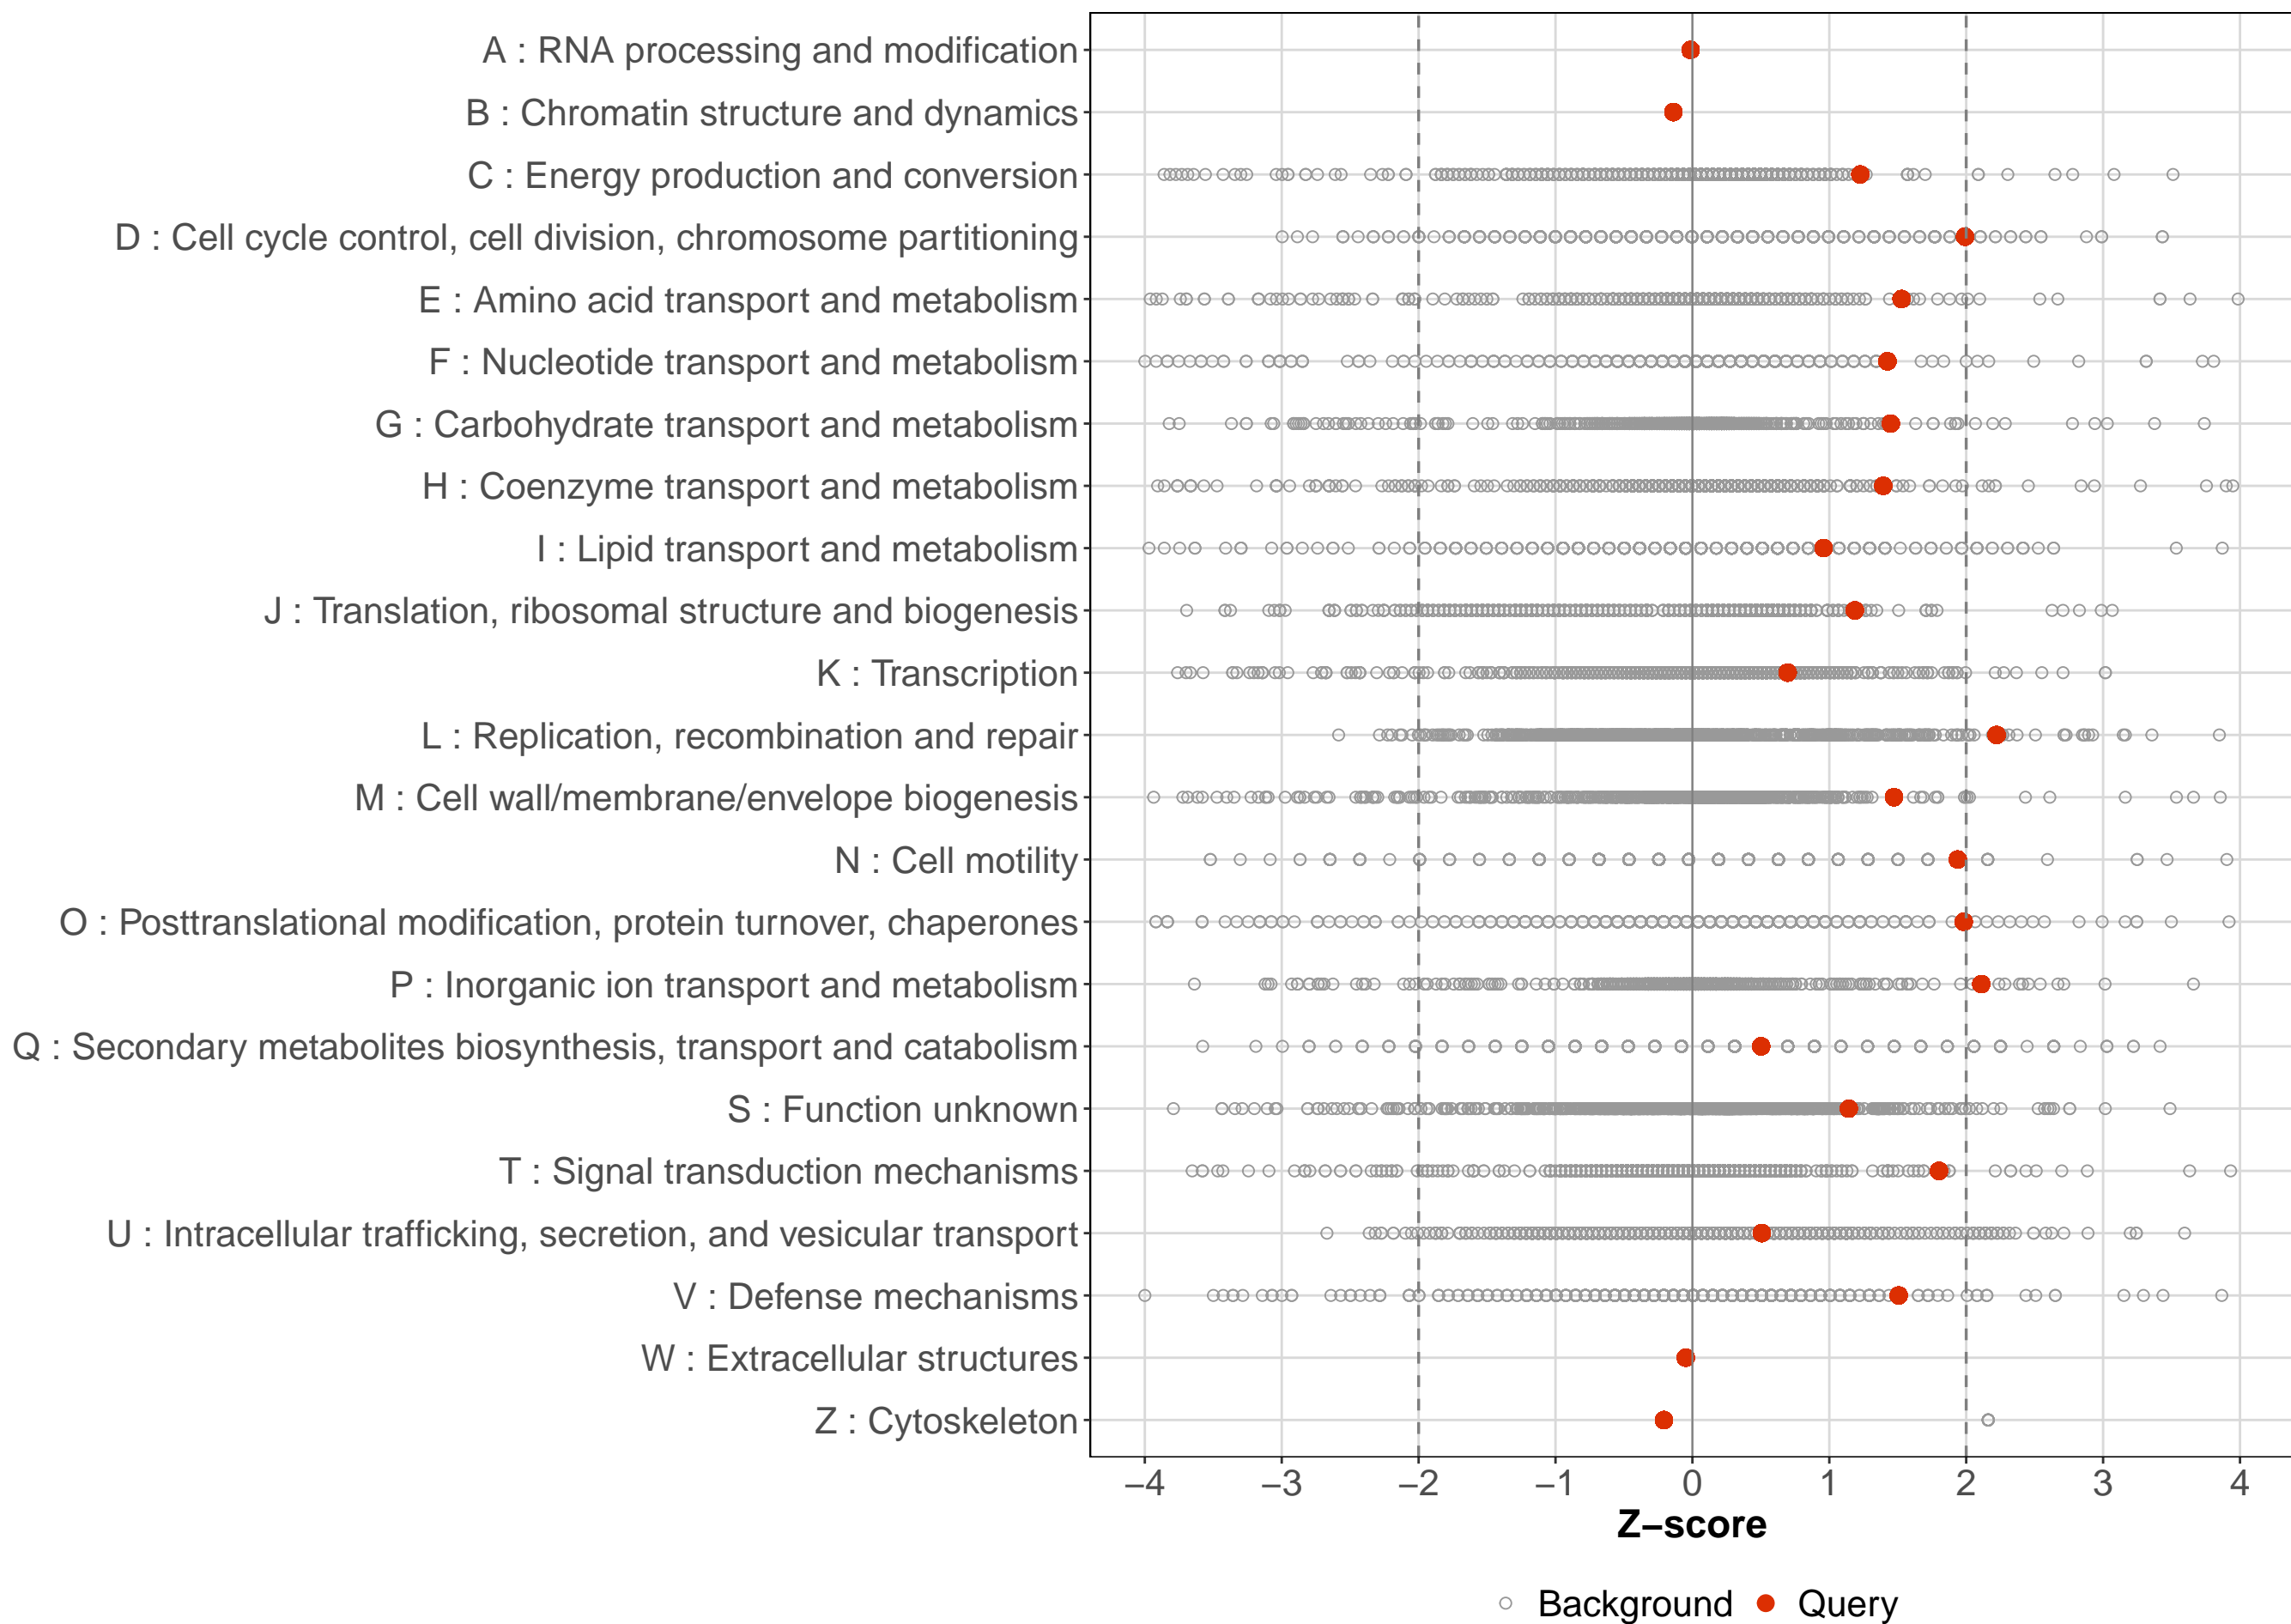 A : RNA processing and modification
B : Chromatin structure and dynamics
C : Energy production and conversion
D : Cell cycle control, cell division, chromosome partitioning
E : Amino acid transport and metabolism
F : Nucleotide transport and metabolism
G : Carbohydrate transport and metabolism
H : Coenzyme transport and metabolism
I : Lipid transport and metabolism
J : Translation, ribosomal structure and biogenesis
K : Transcription
L : Replication, recombination and repair
M : Cell wall/membrane/envelope biogenesis
N : Cell motility
O : Posttranslational modification, protein turnover, chaperones
P : Inorganic ion transport and metabolism
Q : Secondary metabolites biosynthesis, transport and catabolism
S : Function unknown
T : Signal transduction mechanisms
U : Intracellular trafficking, secretion, and vesicular transport
V : Defense mechanisms
W : Extracellular structures
Z : Cytoskeleton
−4 −3 −2 −1 0 1 2 3 4
Z−score
Background Query